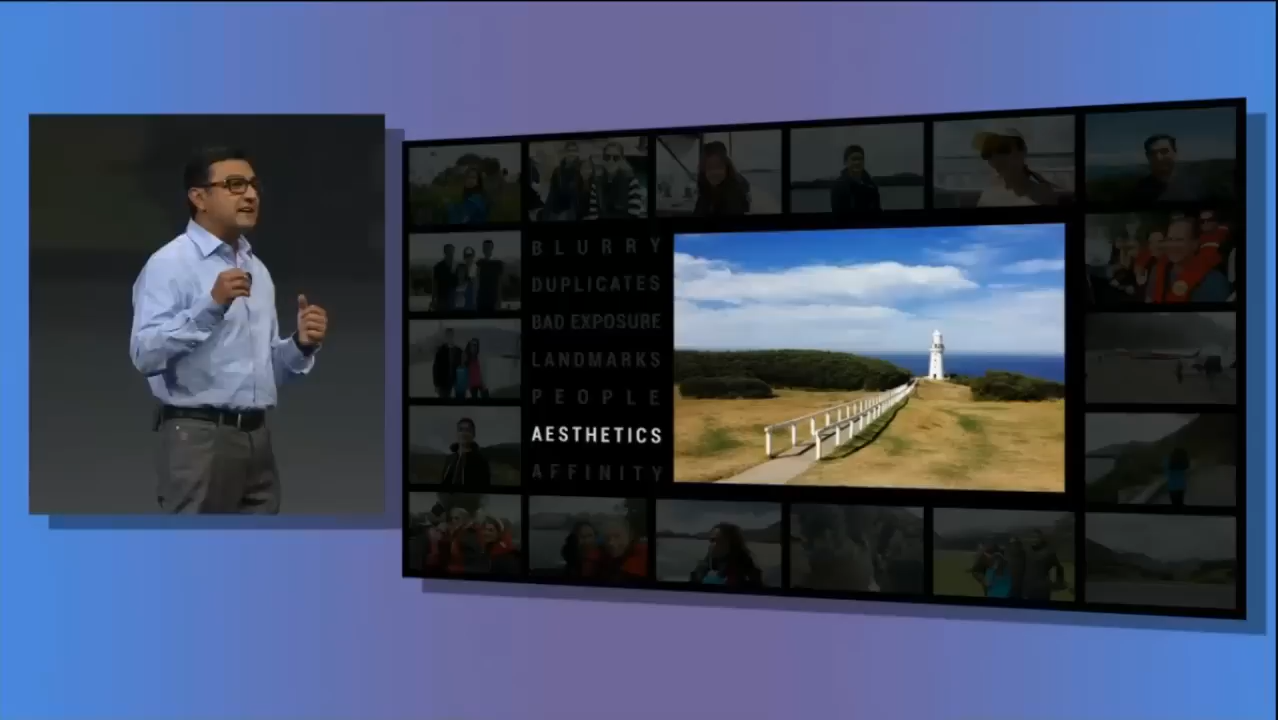 BLURRY
DUPLICATES
BAD EXPOSURE
LANDMARKS
PEOPLE
AESTHETICS
AFFINITY